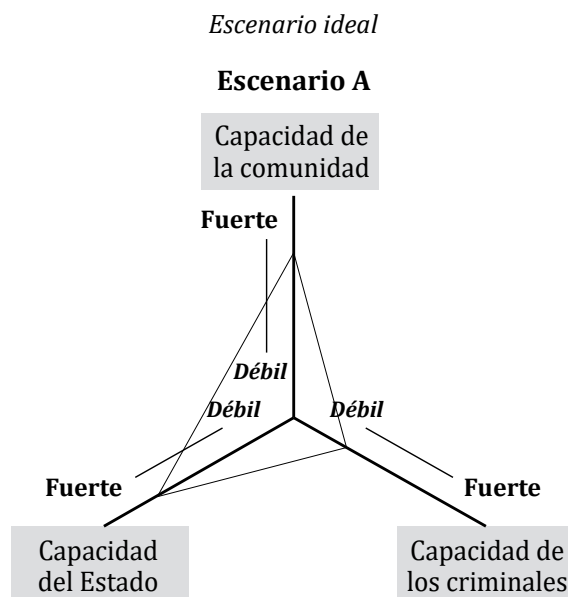 Escenario ideal
Escenario A
Capacidad de
la comunidad
Fuerte
Débil
Débil
Débil
Fuerte
Fuerte
Capacidad
del Estado
Capacidad de
los criminales